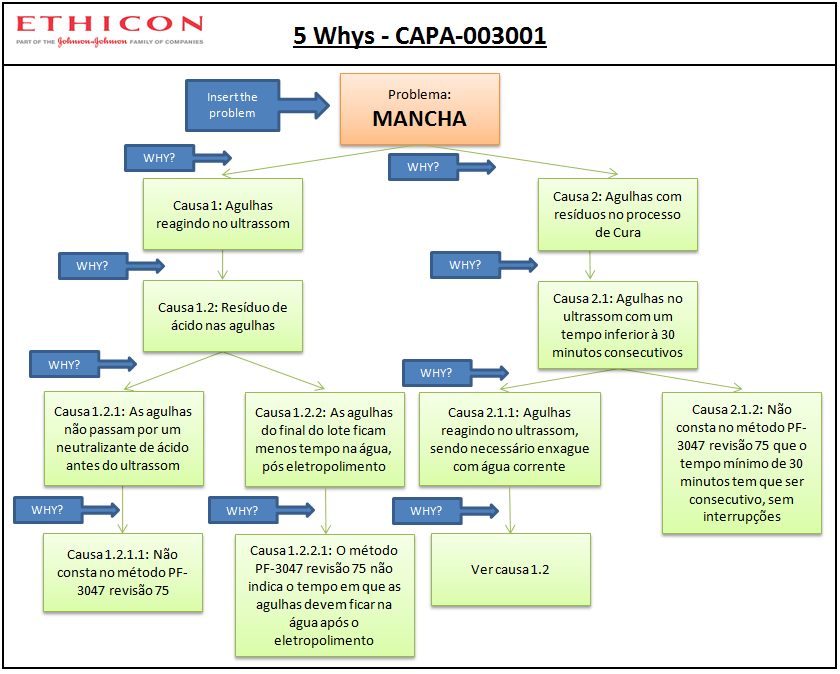 ETHICON
PART OF THE Johnson-Johnson FAMILY OF COMPANIES
5 Whys - CAPA-003001
Insert the
problem
Problema:
MANCHA
WHY?
WHY?
Causa 1: Agulhas
reagindo no ultrassom
Causa 2: Agulhas com
resíduos no processo
de Cura
WHY?
WHY?
Causa 1.2: Resíduo de
ácido nas agulhas
Causa 2.1: Agulhas no
ultrassom com um
tempo inferior à 30
minutos consecutivos
WHY?
WHY?
Causa 1.2.1: As agulhas
não passam por um
neutralizante de ácido
antes do ultrassom
Causa 1.2.2: As agulhas
do final do lote ficam
menos tempo na água,
pós eletropolimento
Causa 2.1.1: Agulhas
reagindo no ultrassom,
sendo necessário enxague
com água corrente
Causa 2.1.2: Não
consta no método PF-
3047 revisão 75 que o
tempo mínimo de 30
minutos tem que ser
consecutivo, sem
interrupções
WHY?
WHY?
WHY?
Causa 1.2.1.1: Não
consta no método PF-
3047 revisão 75
Causa 1.2.2.1: O método
PF-3047 revisão 75 não
indica o tempo em que as
agulhas devem ficar na
água após o
eletropolimento
Ver causa 1.2